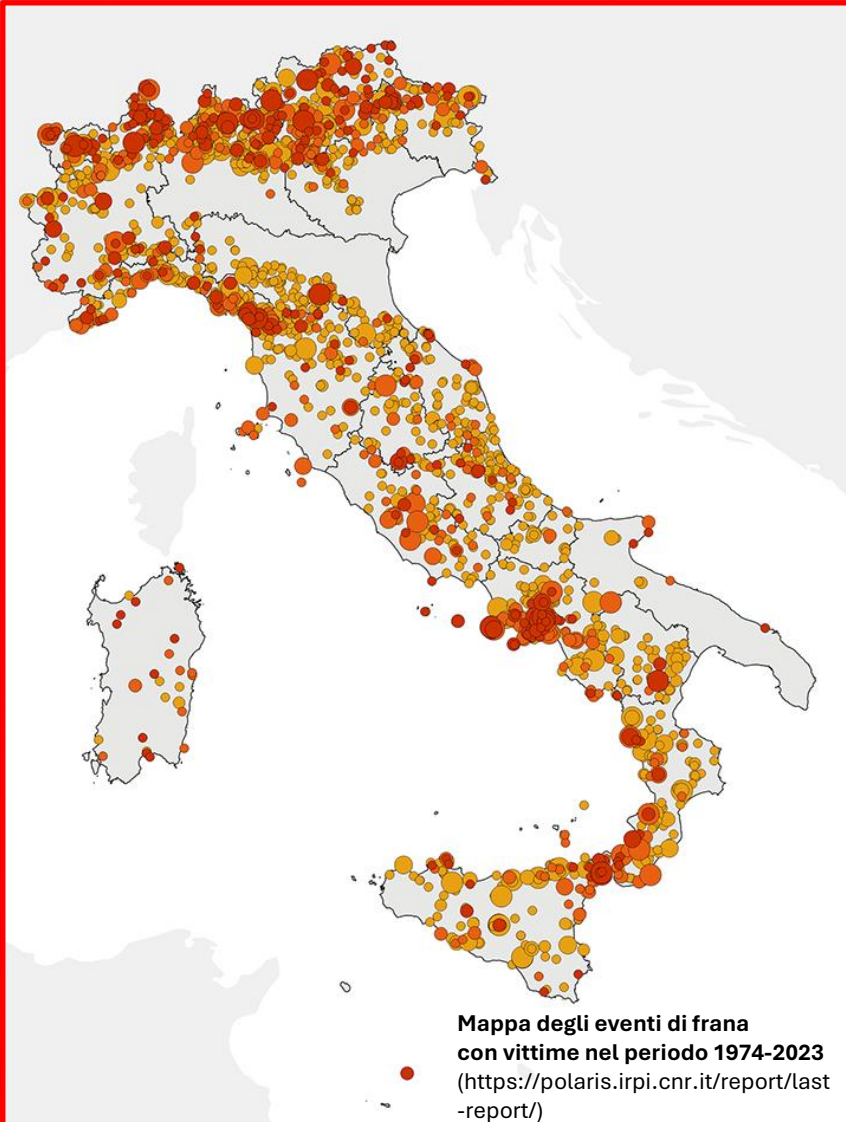 Mappa degli eventi di frana
con vittime nel periodo 1974-2023
(https://polaris.irpi.cnr.it/report/last
-report/)